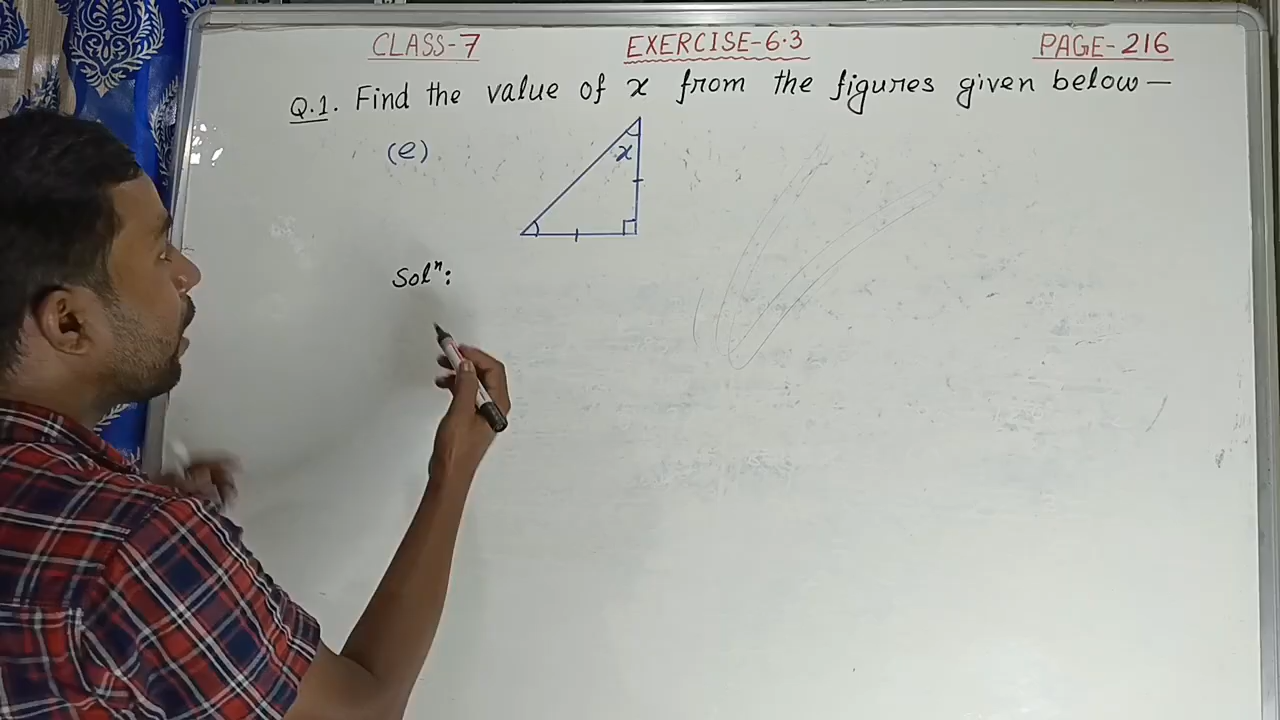 CLASS-7 EXERCISE-6.3 PAGE-216
Q.1. Find the value of x from the figures given below—
(e)
x
Solⁿ: